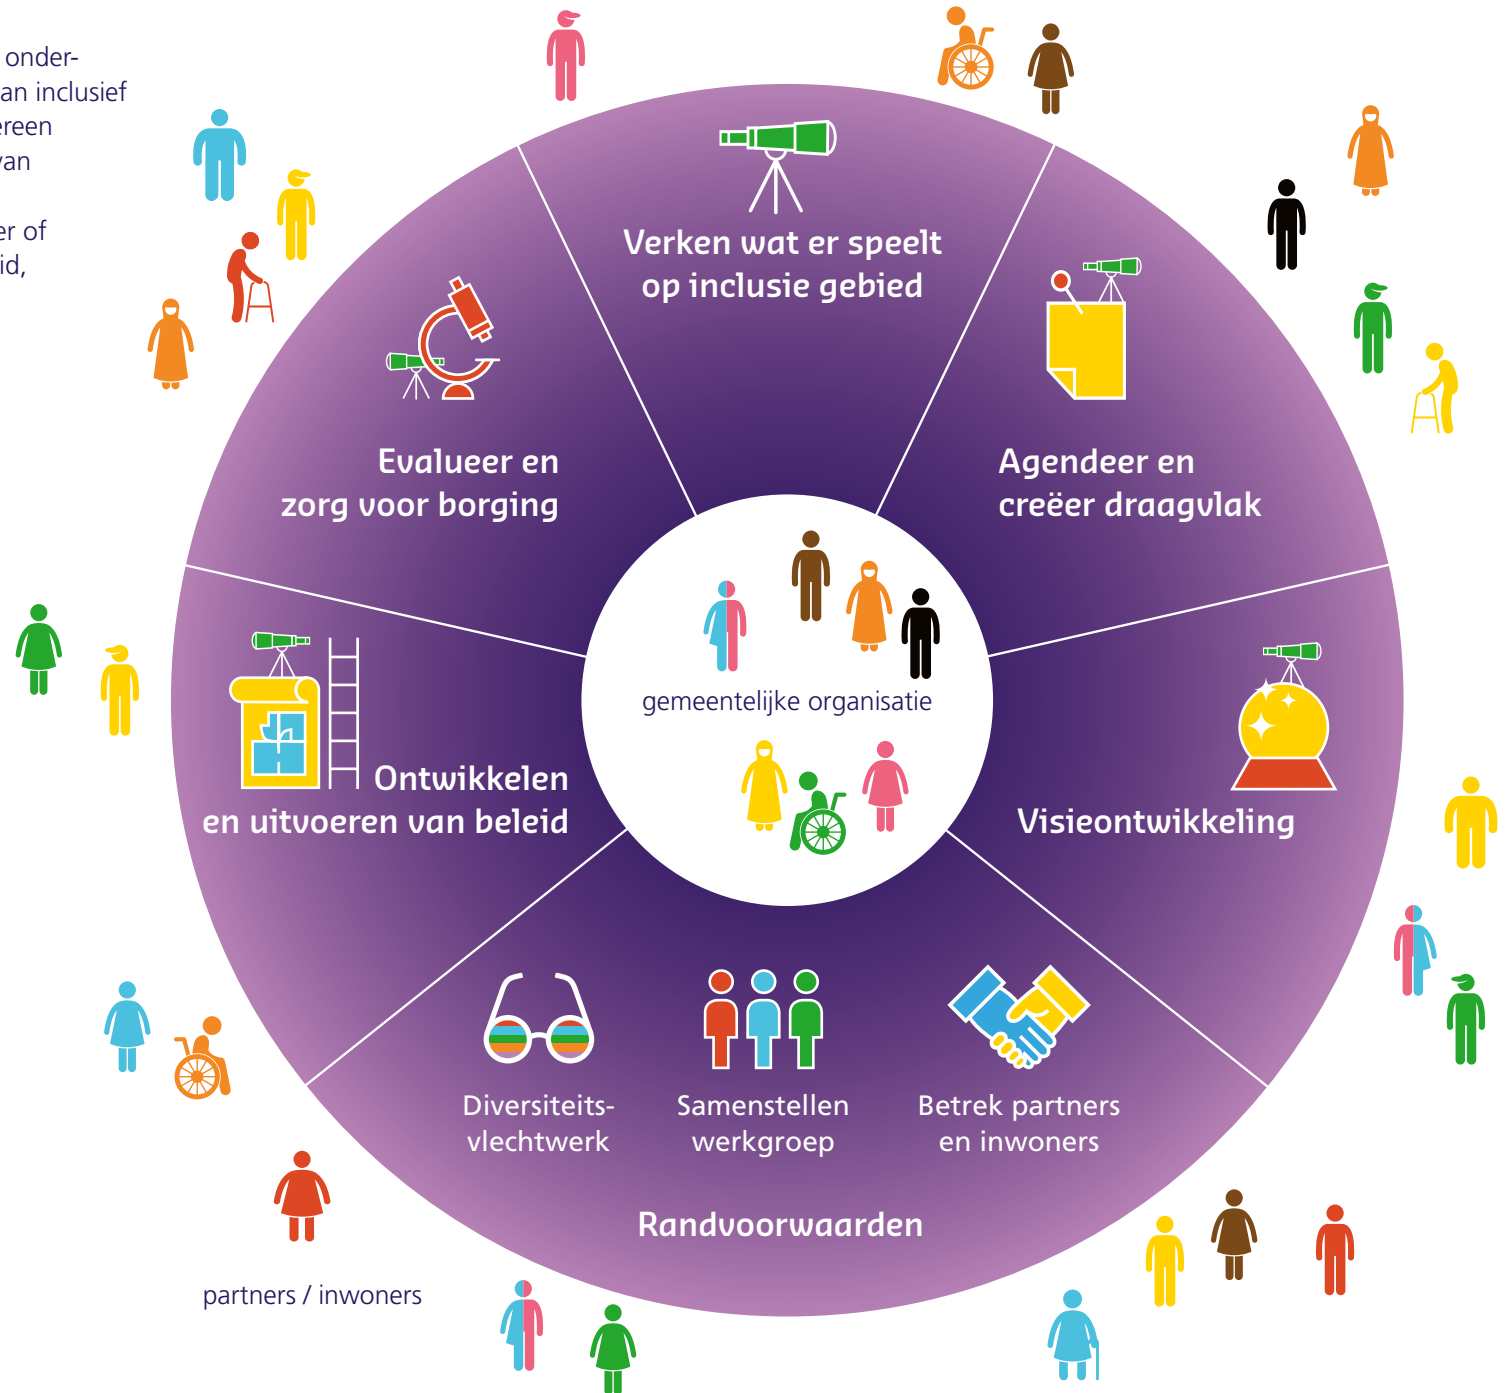 onder-
an inclusief
ereen
van
er of
id,
Verken wat er speelt
op inclusie gebied
Agendeer en
creëer draagvlak
Evalueer en
zorg voor borging
gemeentelijke organisatie
Ontwikkelen
en uitvoeren van beleid
Visieontwikkeling
Diversiteits-
vlechtwerk
Samenstellen
werkgroep
Betrek partners
en inwoners
Randvoorwaarden
partners / inwoners